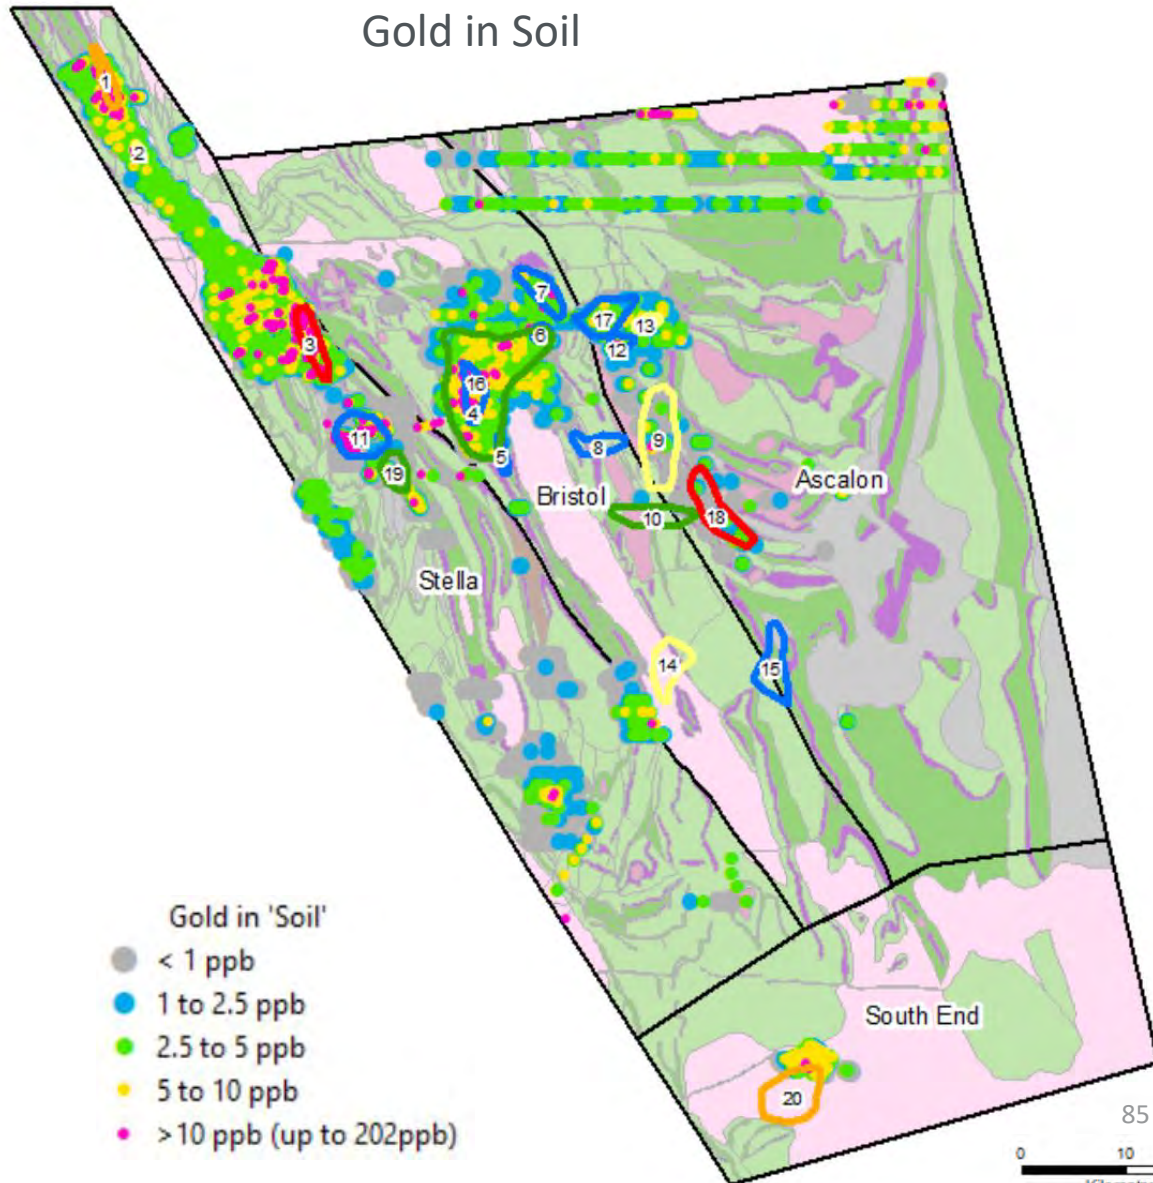 Gold in Soil
1
2
3
7
6
17
13
12
16
4
11
5
8
9
19
Bristol
Ascalon
10
18
Stella
14
15
Gold in 'Soil'
< 1 ppb
1 to 2.5 ppb
2.5 to 5 ppb
5 to 10 ppb
>10 ppb (up to 202ppb)
South End
20
85
0 10